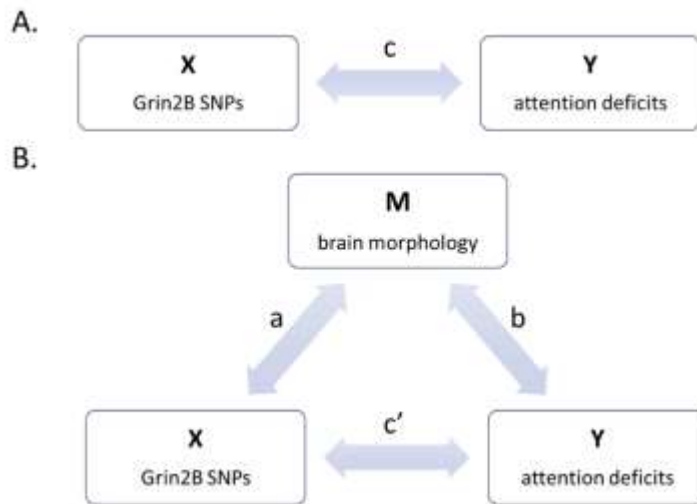 A.
X
Grin2B SNPs
c
Y
attention deficits
B.
M
brain morphology
a
b
X
Grin2B SNPs
c'
Y
attention deficits